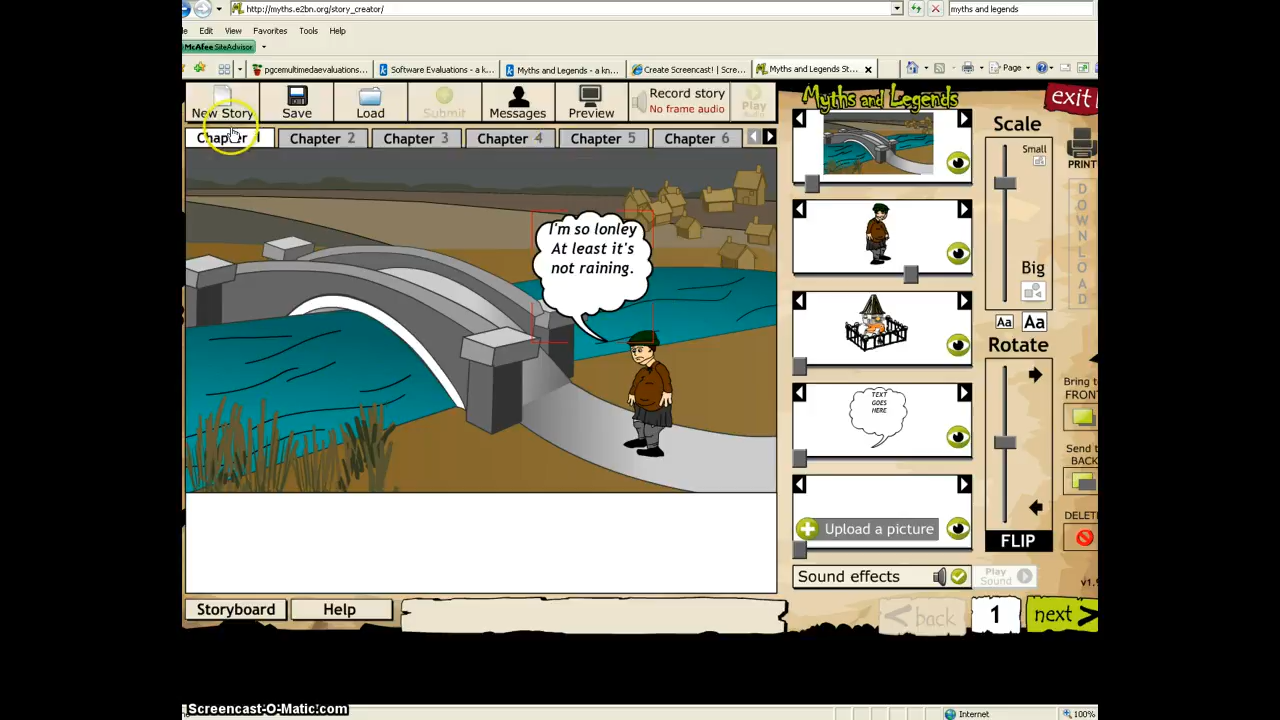 http://myths.e2bn.org/story_creator/
myths and legends
Edit View Favorites Tools Help
McAfee SiteAdvisor
pgcemultimedaevaluations...
Software Evaluations - a k...
Myths and Legends - a kn...
Create Screencast! | Scre...
Myths and Legends St...
Page
New Story
Save
Load
Submit
Messages
Preview
Record story
No frame audio
Play
Myths and Legends
exit
Chapter 1
Chapter 2
Chapter 3
Chapter 4
Chapter 5
Chapter 6
I'm so lonley
At least it's
not raining.
TEXT
GOES
HERE
Upload a picture
Sound effects
Play
Sound
Scale
Small
Big
Aa
Aa
Rotate
FLIP
PRINT
DOWNLOAD
Bring to
FRONT
Send to
BACK
DELETE
Storyboard
Help
< back
1
next >
Screencast-O-Matic.com
Internet
100%